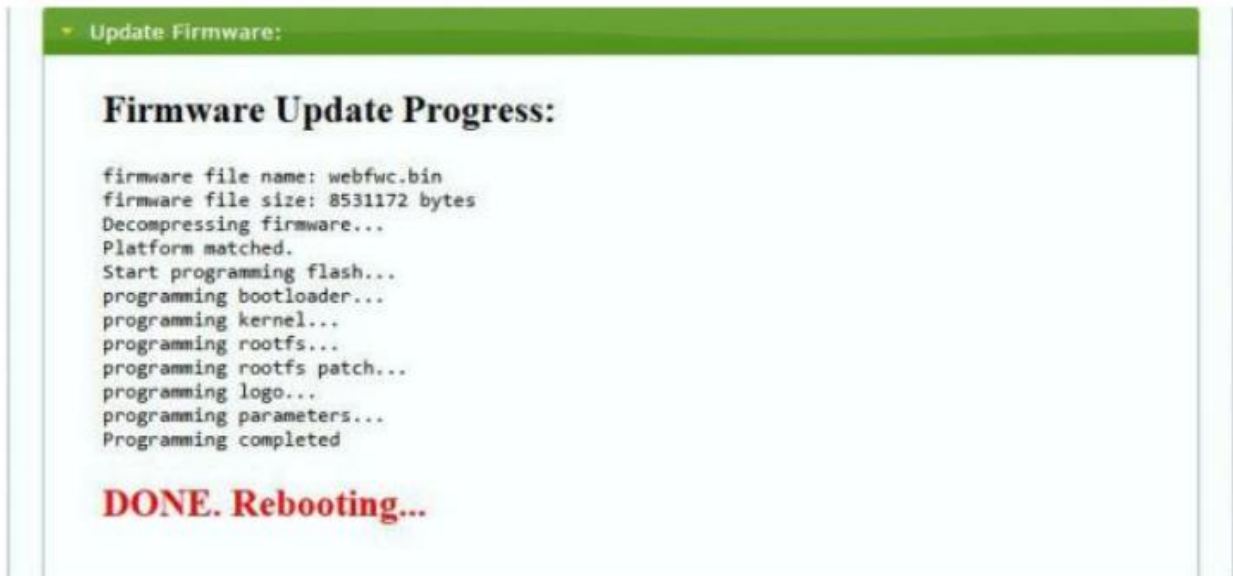 Update Firmware:
Firmware Update Progress:
firmware file name: webfwc.bin
firmware file size: 8531172 bytes
Decompressing firmware...
Platform matched.
Start programming flash...
programming bootloader...
programming kernel...
programming rootfs...
programming rootfs patch...
programming logo...
programming parameters...
Programming completed
DONE. Rebooting...